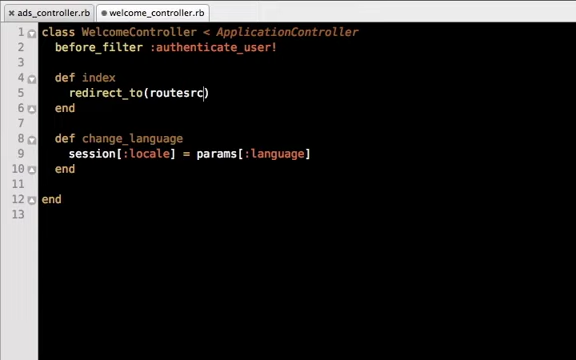 ads_controller.rb welcome_controller.rb
1 class WelcomeController < ApplicationController
2 before_filter :authenticate_user!
3
4 def index
5 redirect_to(routesrc)
6 end
7
8 def change_language
9 session[:locale] = params[:language]
10 end
11
12 end
13